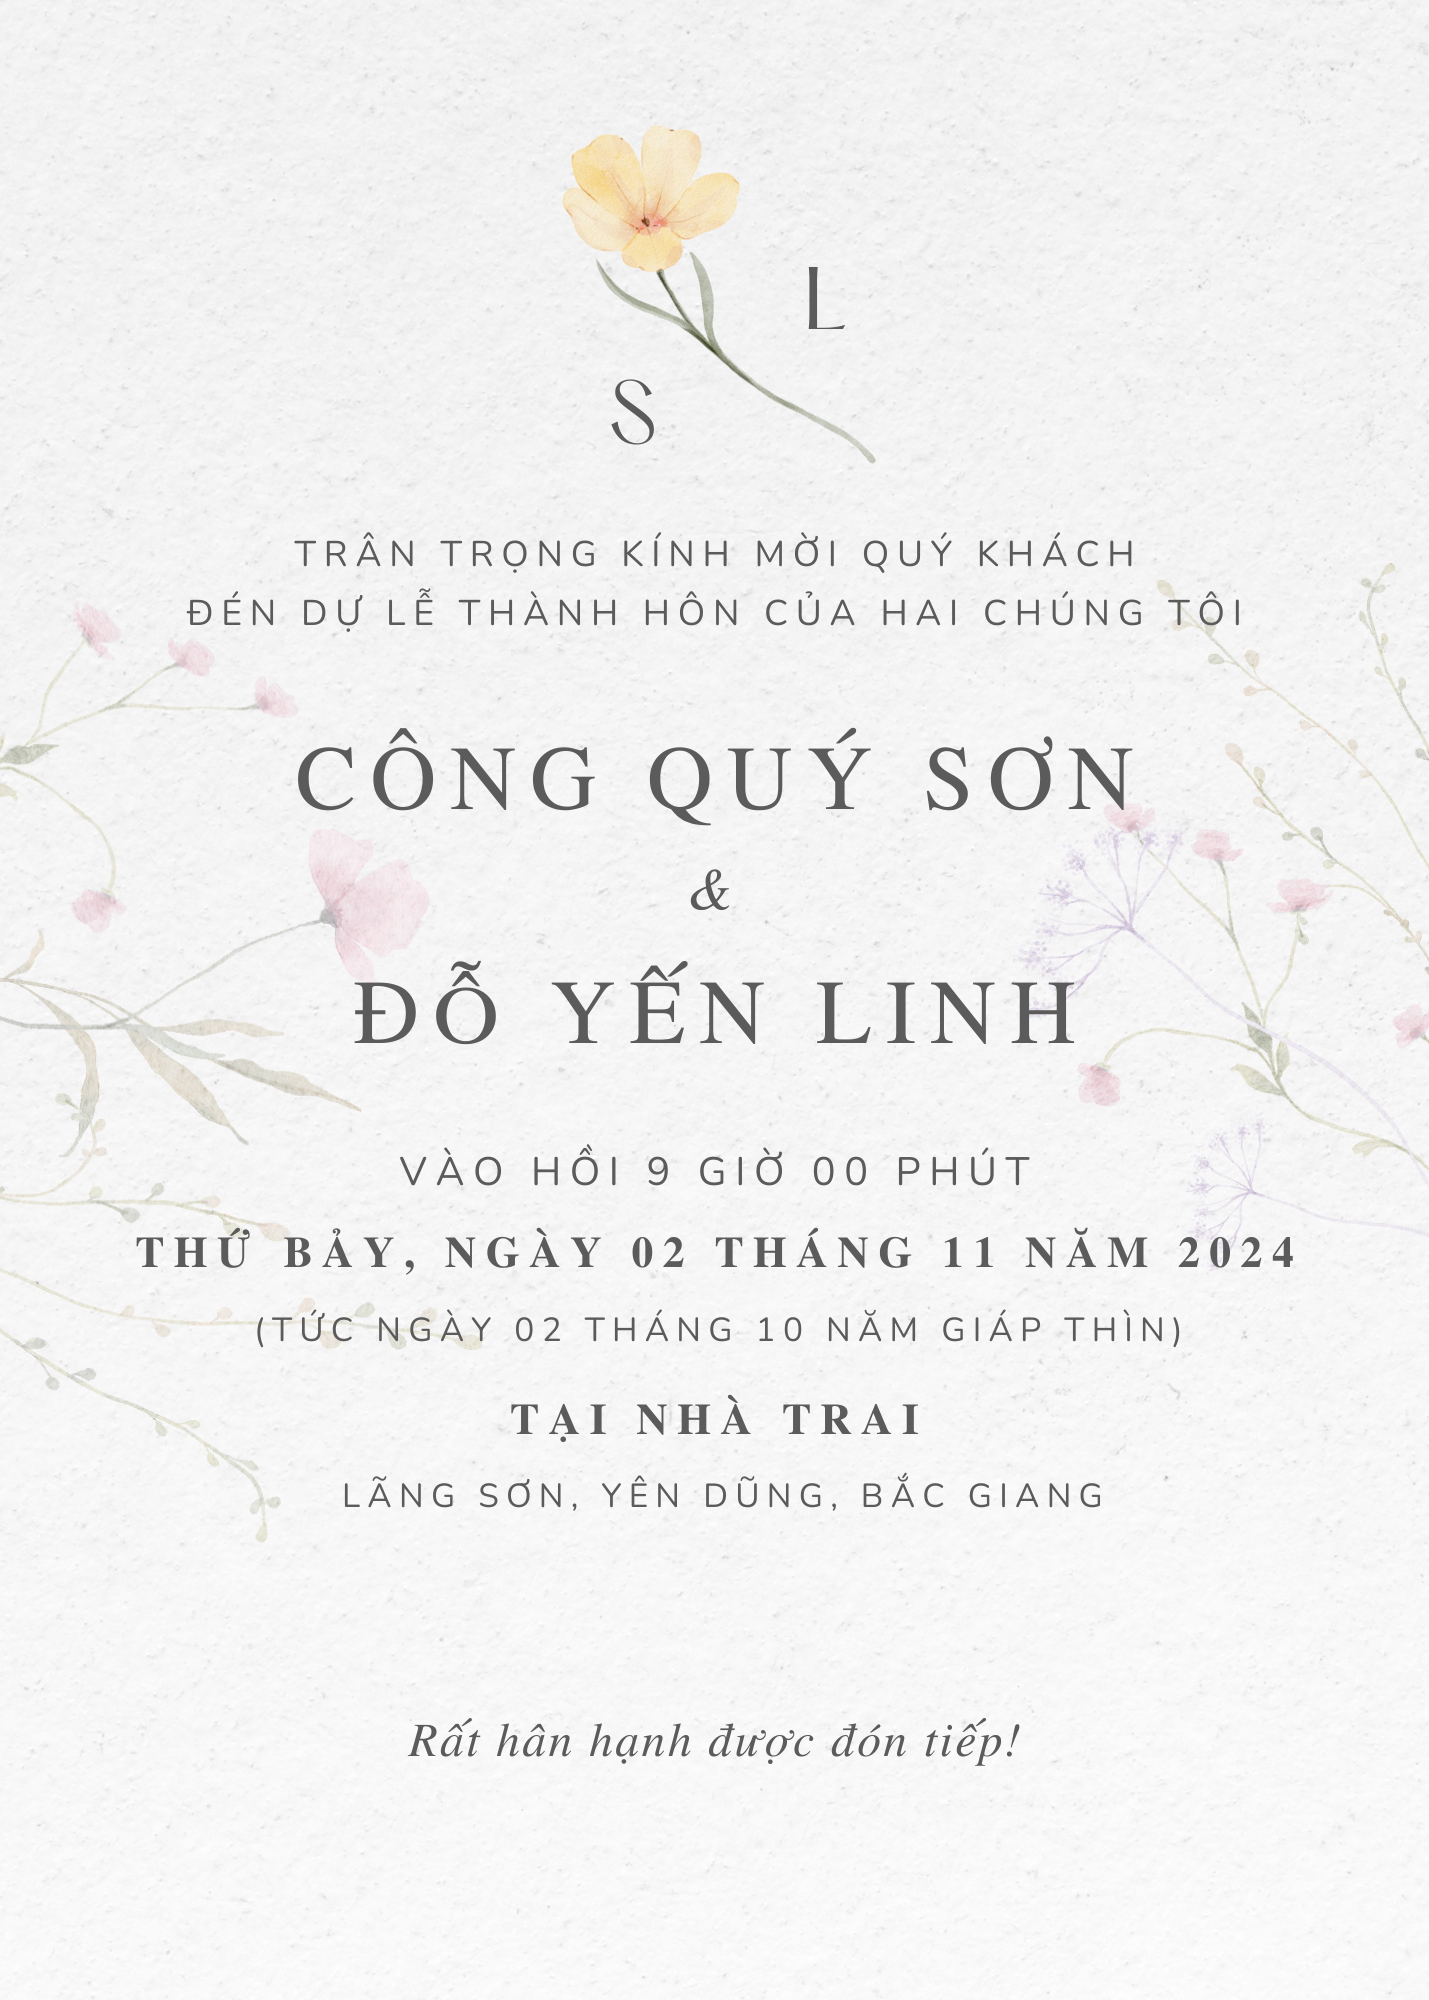 L
S
TRÂN TRỌNG KÍNH MỜI QUÝ KHÁCH
ĐÉN DỰ LỄ THÀNH HÔN CỦA HAI CHÚNG TÔI
CÔNG QUÝ SƠN
&
ĐỖ YẾN LINH
VÀO HỒI 9 GIỜ 00 PHÚT
THỨ BẢY, NGÀY 02 THÁNG 11 NĂM 2024
(TỨC NGÀY 02 THÁNG 10 NĂM GIÁP THÌN)
TẠI NHÀ TRAI
LÃNG SƠN, YÊN DŨNG, BẮC GIANG
Rất hân hạnh được đón tiếp!